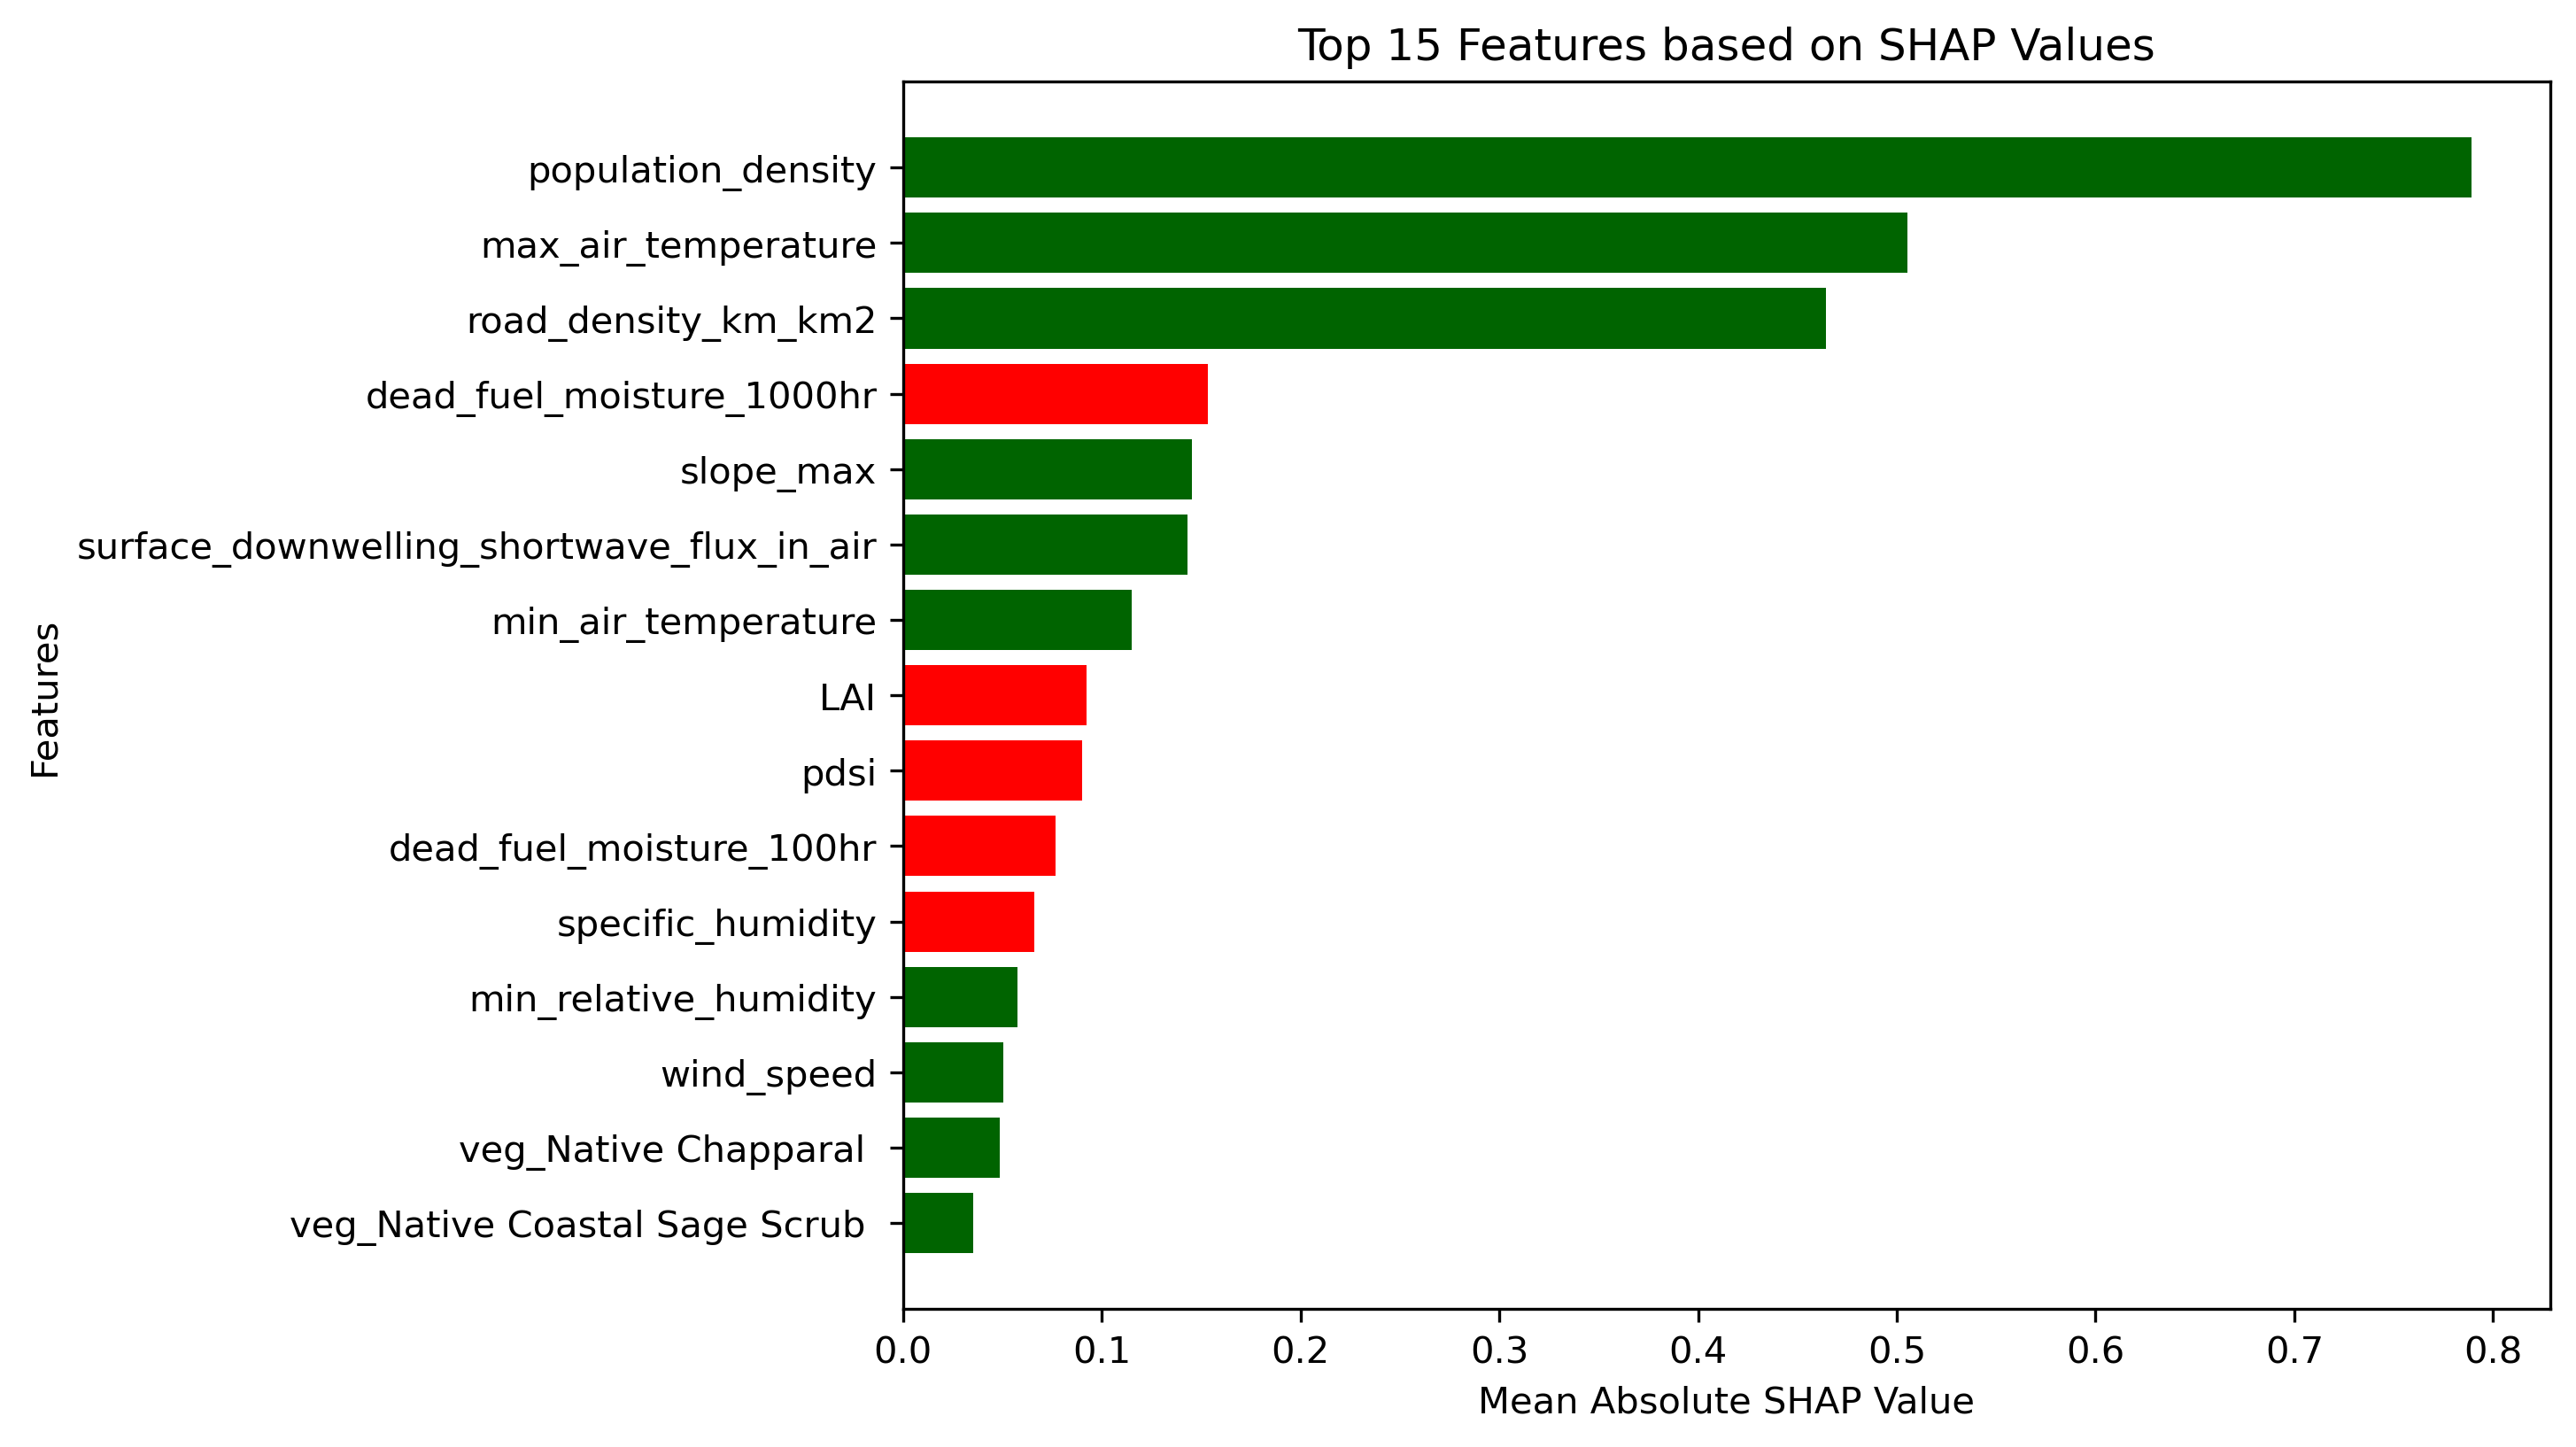 Top 15 Features based on SHAP Values
Features
population_density
max_air_temperature
road_density_km_km2
dead_fuel_moisture_1000hr
slope_max
surface_downwelling_shortwave_flux_in_air
min_air_temperature
LAI
pdsi
dead_fuel_moisture_100hr
specific_humidity
min_relative_humidity
wind_speed
veg_Native Chapparal
veg_Native Coastal Sage Scrub
0.0 0.1 0.2 0.3 0.4 0.5 0.6 0.7 0.8
Mean Absolute SHAP Value